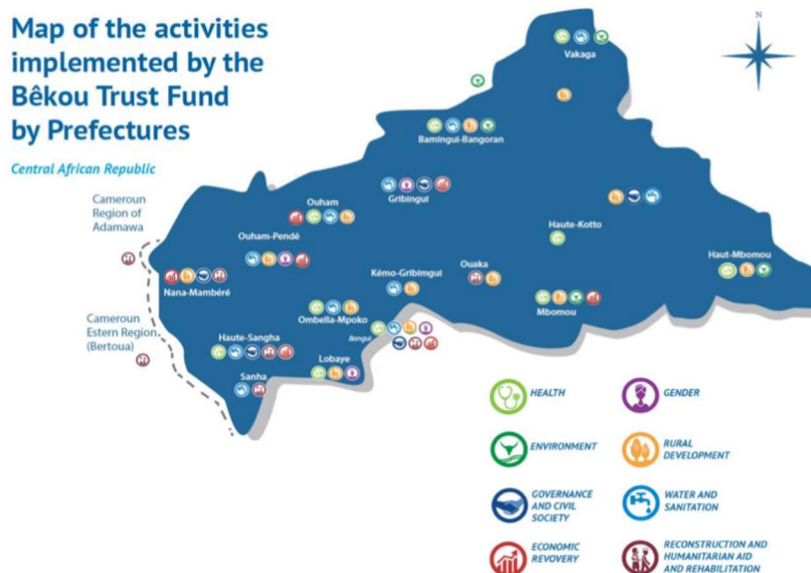 Map of the activities
implemented by the
Bêkou Trust Fund
by Prefectures
Central African Republic
N
Vakaga
Bamingui-Bangoran
Cameroun
Region of
Adamawa
Gribingui
Ouham
Haute-Kotto
Ouham-Pendé
Haut-Mbomou
Kémo-Gribimgui
Ouaka
Nana-Mambéré
Mbomou
Cameroun
Estern Region
(Bertoua)
Ombella-Mpoko
Bangui
Haute-Sangha
Lobaye
Sanha
HEALTH
GENDER
ENVIRONMENT
RURAL
DEVELOPMENT
GOVERNANCE
AND CIVIL
SOCIETY
WATER AND
SANITATION
ECONOMIC
REVOVERY
RECONSTRUCTION AND
HUMANITARIAN AID
AND REHABILITATION